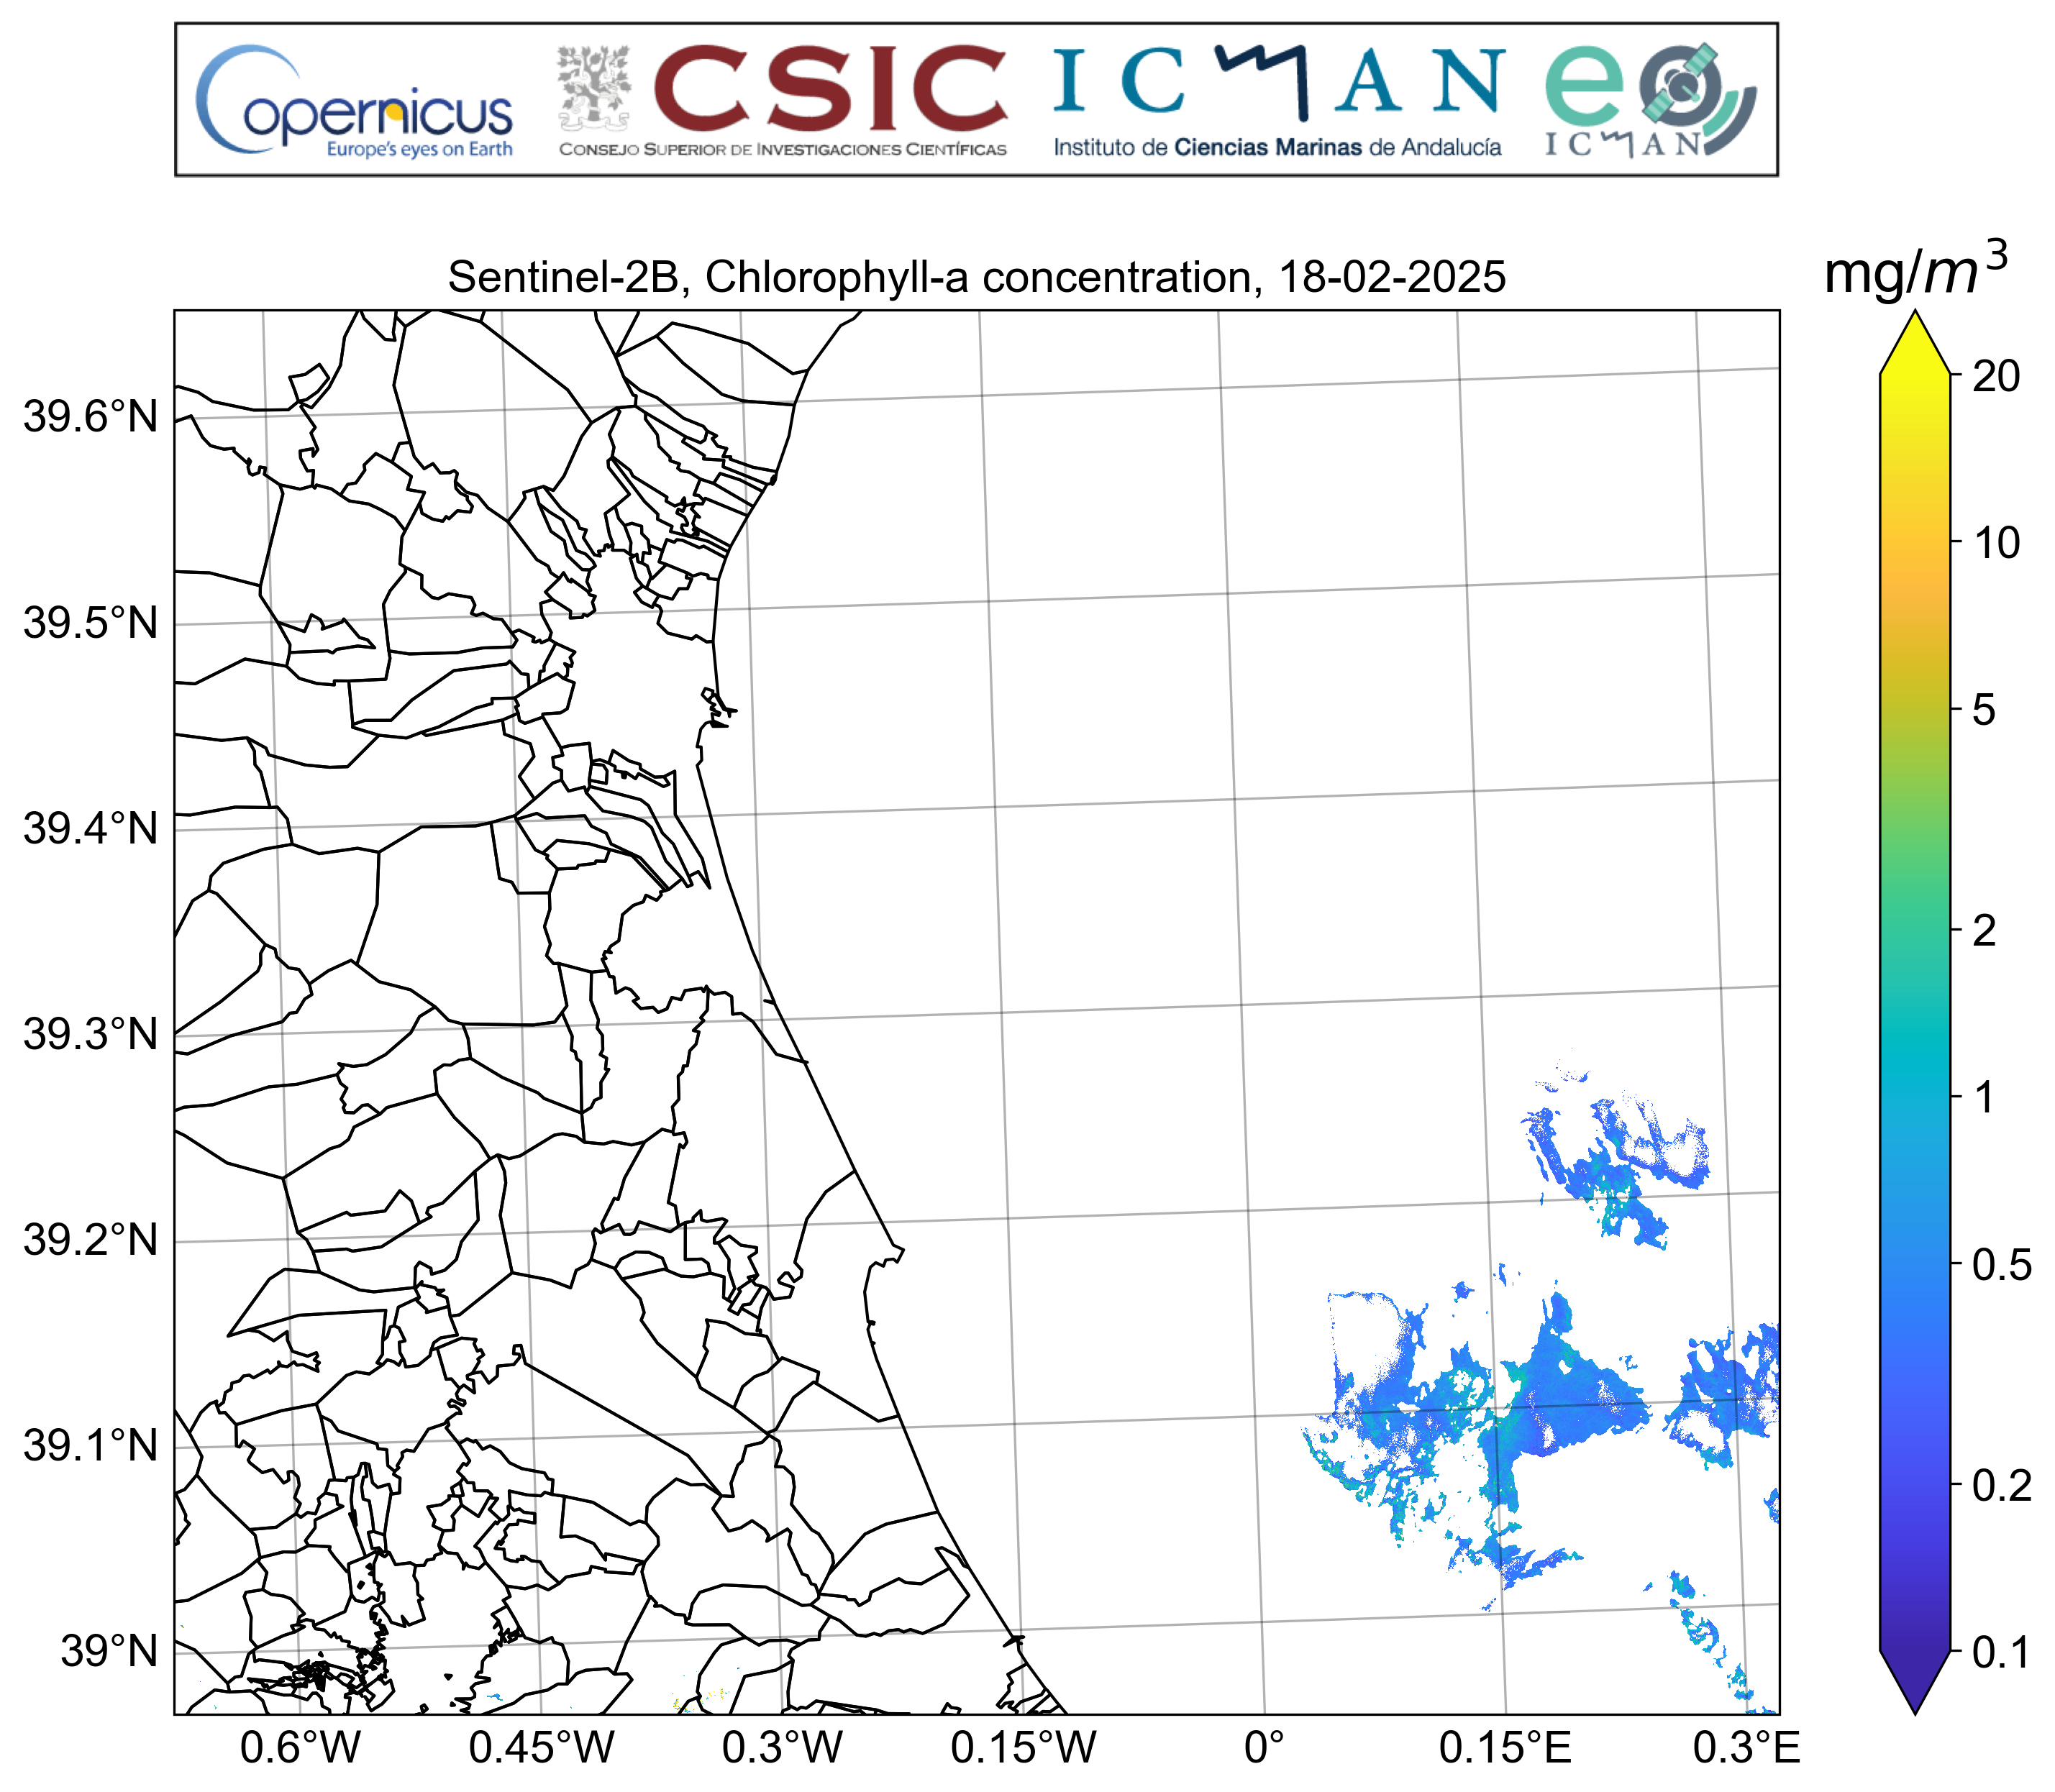 Copernicus
Europe's eyes on Earth
CSIC
CONSEJO SUPERIOR DE INVESTIGACIONES CIENTÍFICAS
ICMAN
Instituto de Ciencias Marinas de Andalucía
eo
ICMAN
Sentinel-2B, Chlorophyll-a concentration, 18-02-2025
mg/m³
39.6°N
39.5°N
39.4°N
39.3°N
39.2°N
39.1°N
39°N
0.6°W
0.45°W
0.3°W
0.15°W
0°
0.15°E
0.3°E
20
10
5
2
1
0.5
0.2
0.1